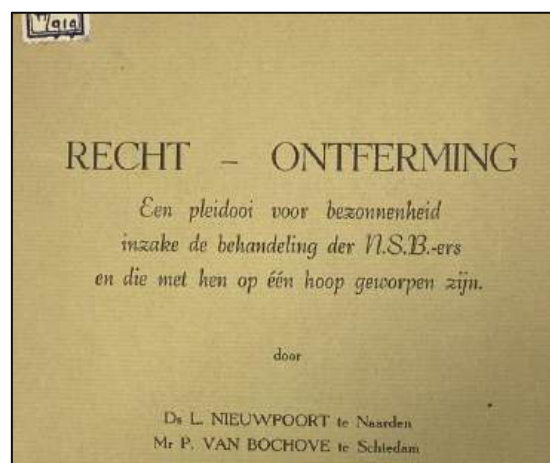 RECHT – ONTFERMING
Een pleidooi voor bezonnenheid
inzake de behandeling der N.S.B.-ers
en die met hen op één hoop geworpen zijn.
door
Ds L. NIEUWPOORT te Naarden
Mr P. VAN BOCHOVE te Schiedam